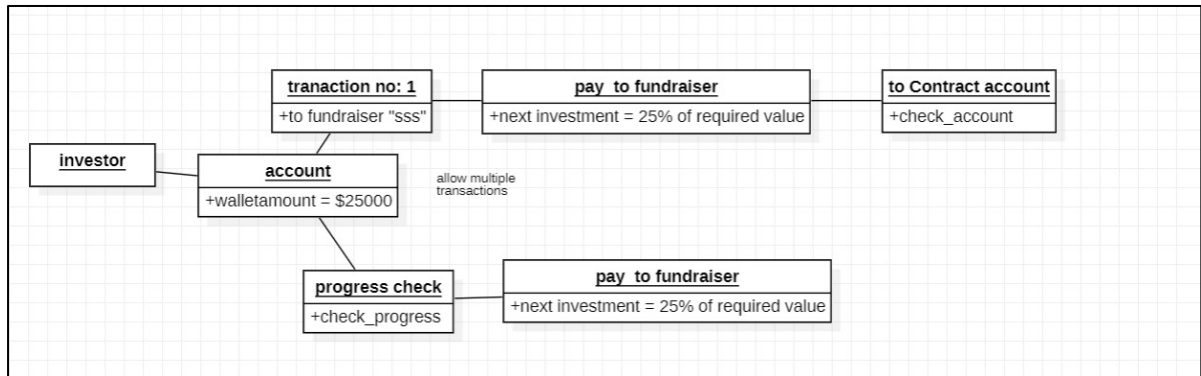 tranaction no: 1
+to fundraiser "sss"
pay to fundraiser
+next investment = 25% of required value
to Contract account
+check_account
investor
account
+walletamount = $25000
allow multiple
transactions
progress check
+check_progress
pay to fundraiser
+next investment = 25% of required value